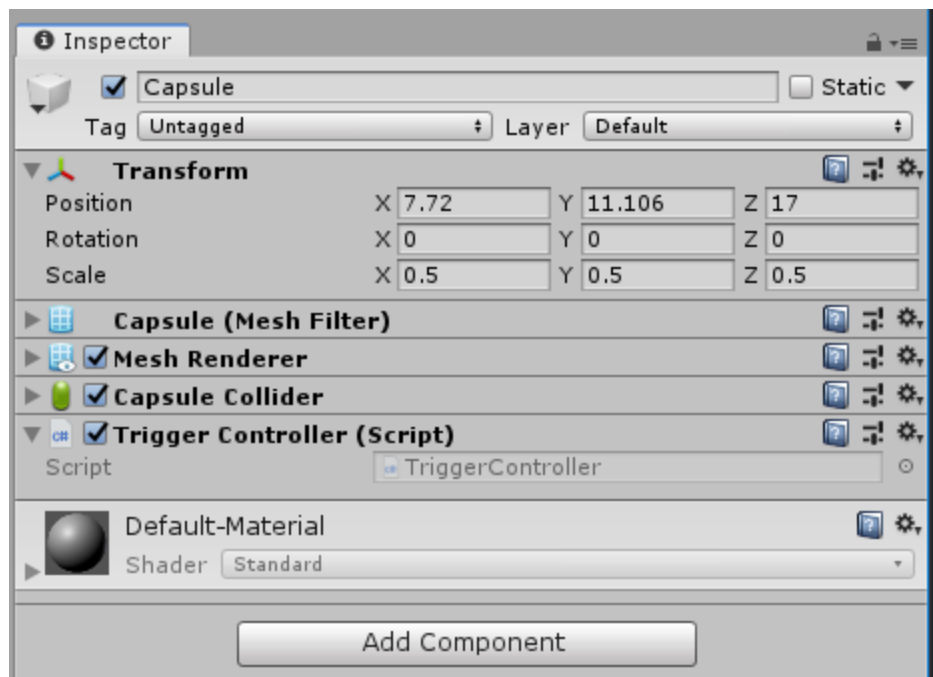 Inspector
Capsule Static
Tag Untagged Layer Default
Transform
Position X 7.72 Y 11.106 Z 17
Rotation X 0 Y 0 Z 0
Scale X 0.5 Y 0.5 Z 0.5
Capsule (Mesh Filter)
Mesh Renderer
Capsule Collider
c# Trigger Controller (Script)
Script TriggerController
Default-Material
Shader Standard
Add Component